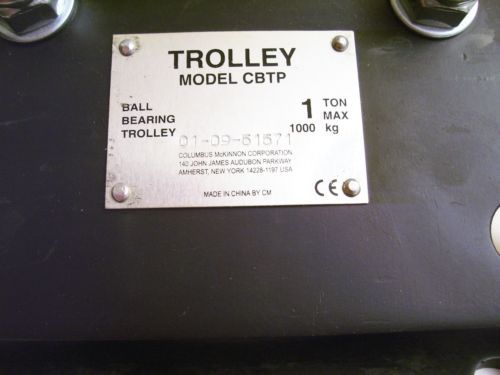 TROLLEY
MODEL CBTP
BALL
BEARING
TROLLEY
1 TON
MAX
1000 kg
01-09-51571
COLUMBUS McKINNON CORPORATION
140 JOHN JAMES AUDUBON PARKWAY
AMHERST, NEW YORK 14228-1197 USA
MADE IN CHINA BY CM
CE